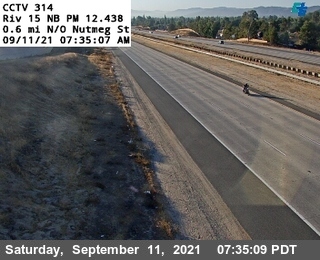 CCTV 314
Riv 15 NB PM 12.438
0.6 mi N/O Nutmeg St
09/11/21 07:35:07 AM
Saturday, September 11, 2021 07:35:09 PDT